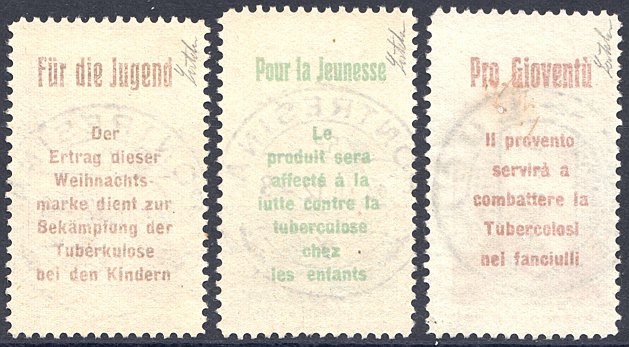 Für die Jugend
Der
Ertrag dieser
Weihnachts-
marke dient zur
Bekämpfung der
Tuberkulose
bei den Kindern
Pour la Jeunesse
Le
produit sera
affecté à la
lutte contre la
tuberculose
chez
les enfants
Pro Gioventù
Il provento
servirà a
combattere la
Tubercolosi
nei fanciulli